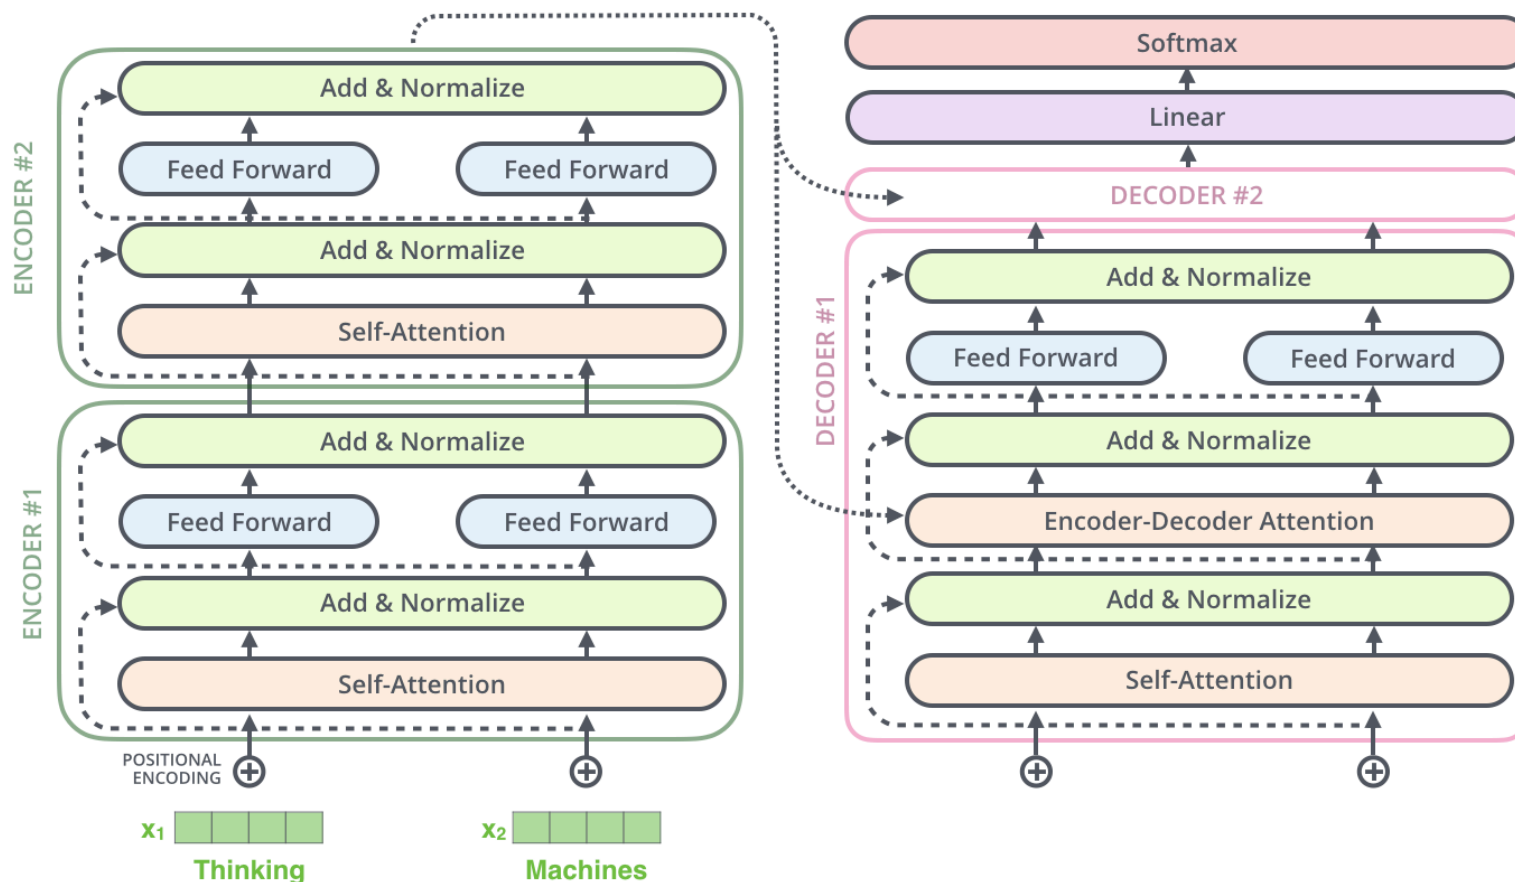 ENCODER #2
Add & Normalize
Feed Forward
Feed Forward
Add & Normalize
Self-Attention
ENCODER #1
Add & Normalize
Feed Forward
Feed Forward
Add & Normalize
Self-Attention
POSITIONAL
ENCODING
x₁
x₂
Thinking
Machines
Softmax
Linear
DECODER #2
DECODER #1
Add & Normalize
Feed Forward
Feed Forward
Add & Normalize
Encoder-Decoder Attention
Add & Normalize
Self-Attention